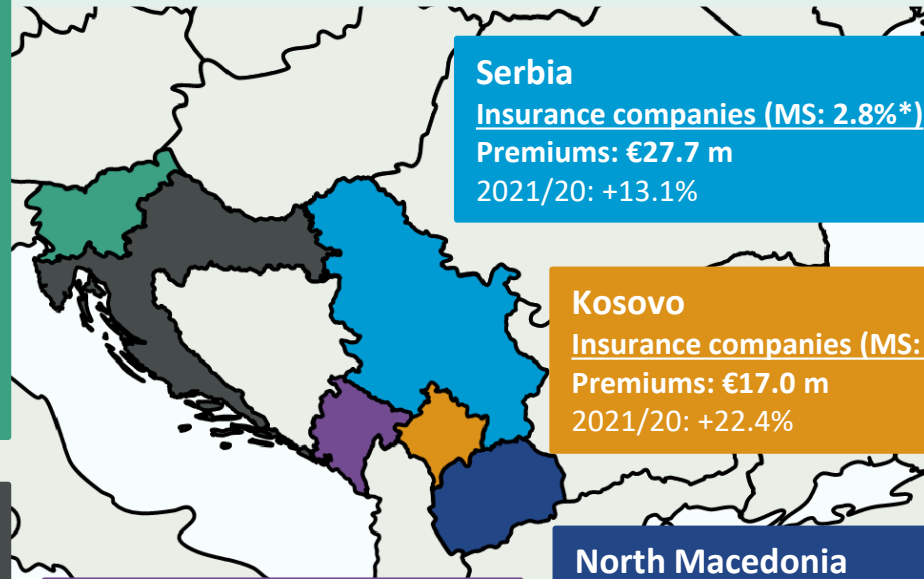 Serbia
Insurance companies (MS: 2.8%*)
Premiums: €27.7 m
2021/20: +13.1%
Kosovo
Insurance companies (MS:
Premiums: €17.0 m
2021/20: +22.4%
North Macedonia